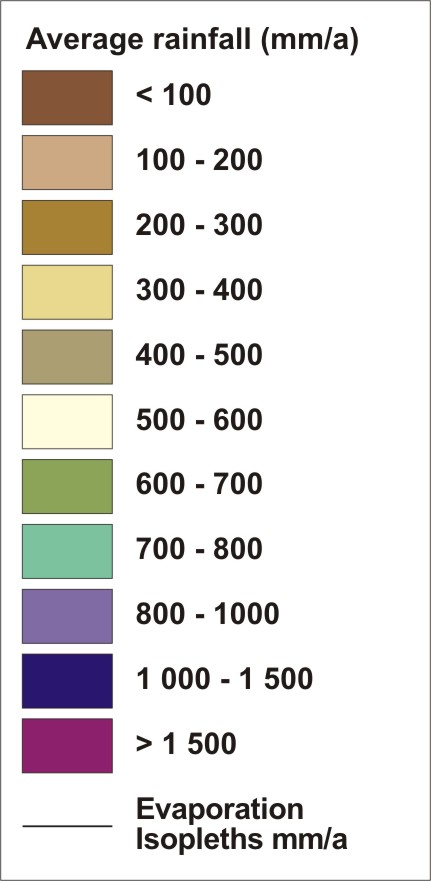 Average rainfall (mm/a)
< 100
100 - 200
200 - 300
300 - 400
400 - 500
500 - 600
600 - 700
700 - 800
800 - 1000
1 000 - 1 500
> 1 500
Evaporation
Isopleths mm/a